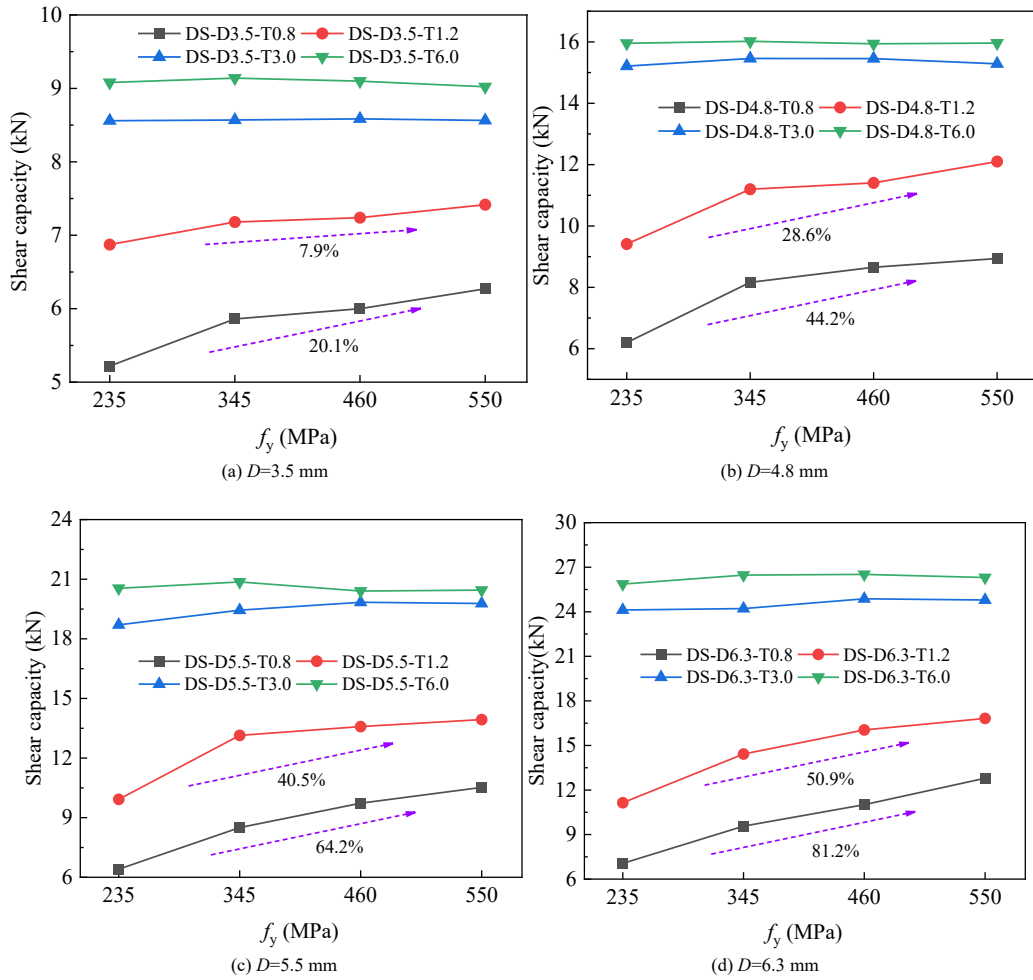 DS-D3.5-T0.8 DS-D3.5-T1.2
DS-D3.5-T3.0 DS-D3.5-T6.0
Shear capacity (kN)
10
9
8
7
6
5
7.9%
20.1%
235 345 460 550
fy (MPa)
(a) D=3.5 mm
DS-D4.8-T0.8 DS-D4.8-T1.2
DS-D4.8-T3.0 DS-D4.8-T6.0
Shear capacity (kN)
16
14
12
10
8
6
28.6%
44.2%
235 345 460 550
fy (MPa)
(b) D=4.8 mm
DS-D5.5-T0.8 DS-D5.5-T1.2
DS-D5.5-T3.0 DS-D5.5-T6.0
Shear capacity (kN)
24
21
18
15
12
9
6
40.5%
64.2%
235 345 460 550
fy (MPa)
(c) D=5.5 mm
DS-D6.3-T0.8 DS-D6.3-T1.2
DS-D6.3-T3.0 DS-D6.3-T6.0
Shear capacity(kN)
30
27
24
21
18
15
12
9
6
50.9%
81.2%
235 345 460 550
fy (MPa)
(d) D=6.3 mm